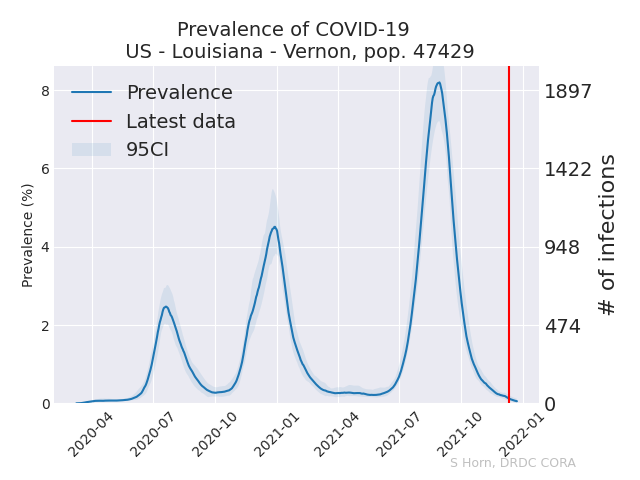 Prevalence of COVID-19
US - Louisiana - Vernon, pop. 47429
Prevalence
Latest data
95CI
Prevalence (%)
8
6
4
2
0
1897
1422
948
474
0
# of infections
2020-04
2020-07
2020-10
2021-01
2021-04
2021-07
2021-10
2022-01
S Horn, DRDC CORA